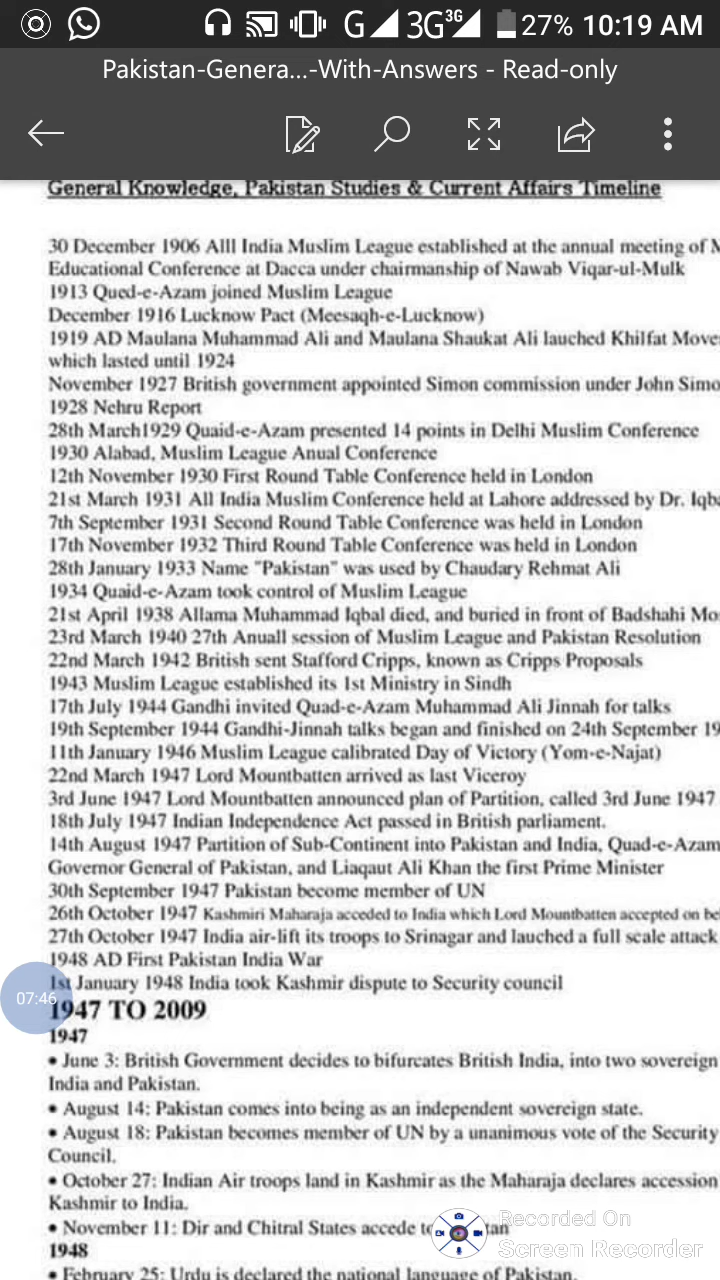 G 3G 3G 27% 10:19 AM
Pakistan-Genera...-With-Answers - Read-only
General Knowledge, Pakistan Studies & Current Affairs Timeline
30 December 1906 Alll India Muslim League established at the annual meeting of M
Educational Conference at Dacca under chairmanship of Nawab Viqar-ul-Mulk
1913 Qued-e-Azam joined Muslim League
December 1916 Lucknow Pact (Meesaqh-e-Lucknow)
1919 AD Maulana Muhammad Ali and Maulana Shaukat Ali lauched Khilfat Move
which lasted until 1924
November 1927 British government appointed Simon commission under John Simo
1928 Nehru Report
28th March1929 Quaid-e-Azam presented 14 points in Delhi Muslim Conference
1930 Alabad, Muslim League Anual Conference
12th November 1930 First Round Table Conference held in London
21st March 1931 All India Muslim Conference held at Lahore addressed by Dr. Iqba
7th September 1931 Second Round Table Conference was held in London
17th November 1932 Third Round Table Conference was held in London
28th January 1933 Name "Pakistan" was used by Chaudary Rehmat Ali
1934 Quaid-e-Azam took control of Muslim League
21st April 1938 Allama Muhammad Iqbal died, and buried in front of Badshahi Mo
23rd March 1940 27th Anuall session of Muslim League and Pakistan Resolution
22nd March 1942 British sent Stafford Cripps, known as Cripps Proposals
1943 Muslim League established its 1st Ministry in Sindh
17th July 1944 Gandhi invited Quad-e-Azam Muhammad Ali Jinnah for talks
19th September 1944 Gandhi-Jinnah talks began and finished on 24th September 19
11th January 1946 Muslim League calibrated Day of Victory (Yom-e-Najat)
22nd March 1947 Lord Mountbatten arrived as last Viceroy
3rd June 1947 Lord Mountbatten announced plan of Partition, called 3rd June 1947
18th July 1947 Indian Independence Act passed in British parliament.
14th August 1947 Partition of Sub-Continent into Pakistan and India, Quad-e-Azam
Governor General of Pakistan, and Liaqaut Ali Khan the first Prime Minister
30th September 1947 Pakistan become member of UN
26th October 1947 Kashmiri Maharaja acceded to India which Lord Mountbatten accepted on be
27th October 1947 India air-lift its troops to Srinagar and lauched a full scale attack
1948 AD First Pakistan India War
1st January 1948 India took Kashmir dispute to Security council
07:46
1947 TO 2009
1947
• June 3: British Government decides to bifurcates British India, into two sovereign
India and Pakistan.
• August 14: Pakistan comes into being as an independent sovereign state.
• August 18: Pakistan becomes member of UN by a unanimous vote of the Security
Council.
• October 27: Indian Air troops land in Kashmir as the Maharaja declares accession
Kashmir to India.
• November 11: Dir and Chitral States accede to tan
Recorded On
Screen Recorder
1948
• February 25: Urdu is declared the national language of Pakistan.